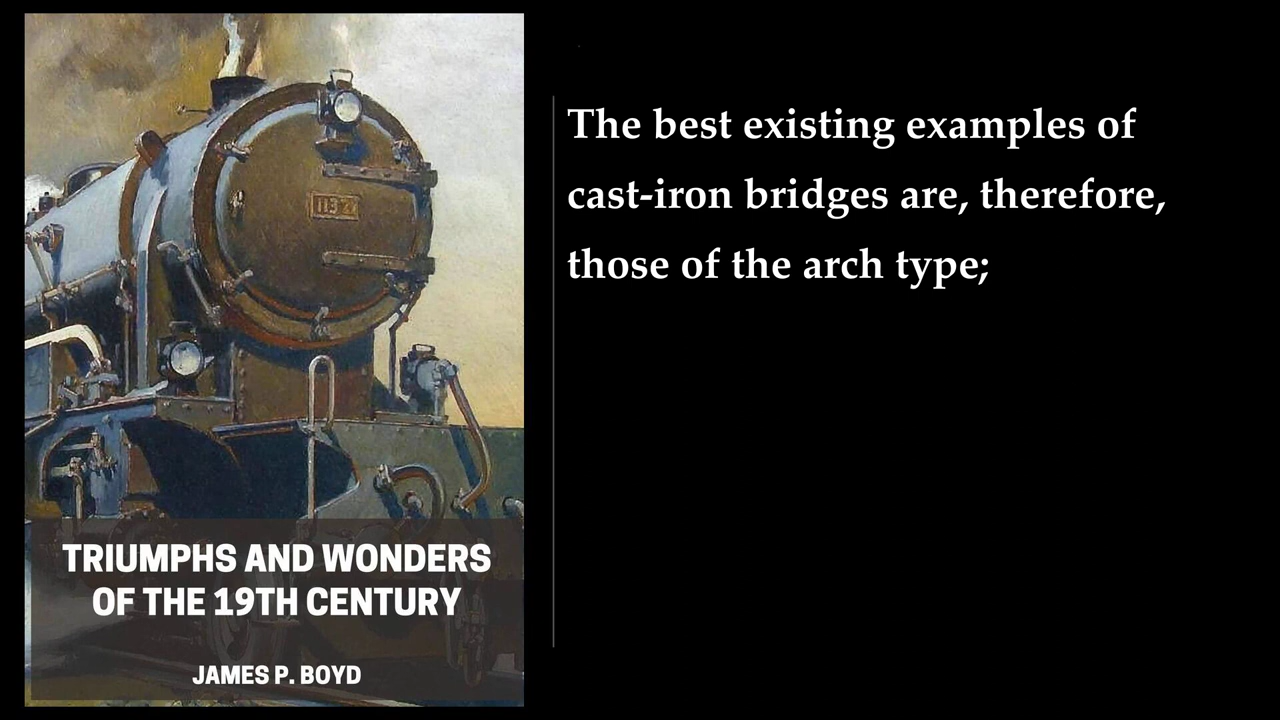 The best existing examples of
cast-iron bridges are, therefore,
those of the arch type;
TRIUMPHS AND WONDERS
OF THE 19TH CENTURY
JAMES P. BOYD